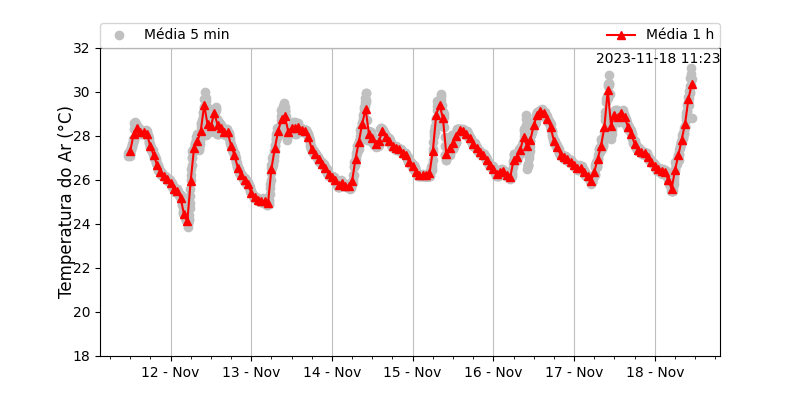 Média 5 min
Média 1 h
2023-11-18 11:23
Temperatura do Ar (°C)
32
30
28
26
24
22
20
18
12 - Nov
13 - Nov
14 - Nov
15 - Nov
16 - Nov
17 - Nov
18 - Nov